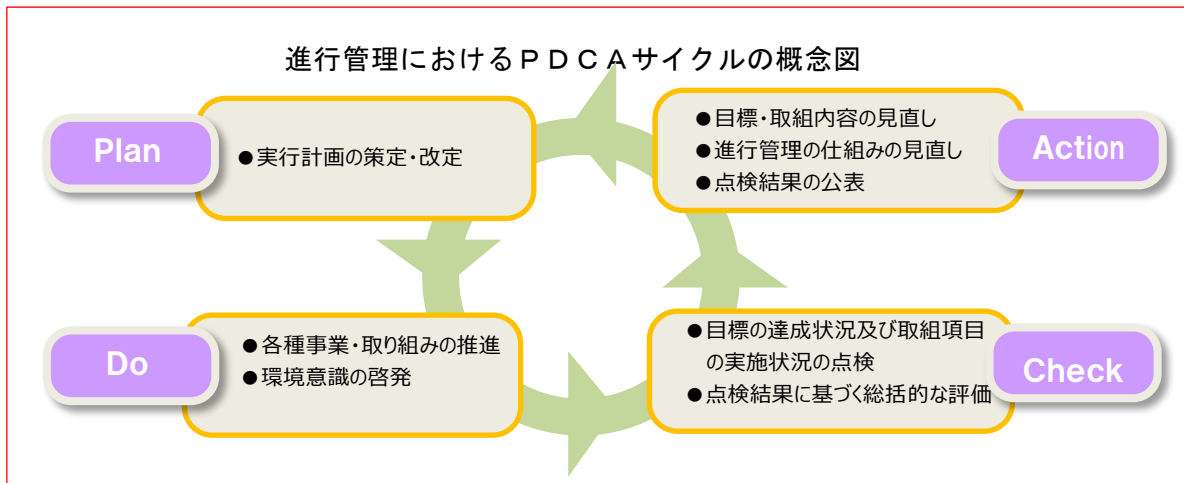 進行管理におけるPDCAサイクルの概念図
Plan
●実行計画の策定・改定
●目標・取組内容の見直し
●進行管理の仕組みの見直し
●点検結果の公表
Action
Do
●各種事業・取り組みの推進
●環境意識の啓発
●目標の達成状況及び取組項目
の実施状況の点検
●点検結果に基づく総括的な評価
Check